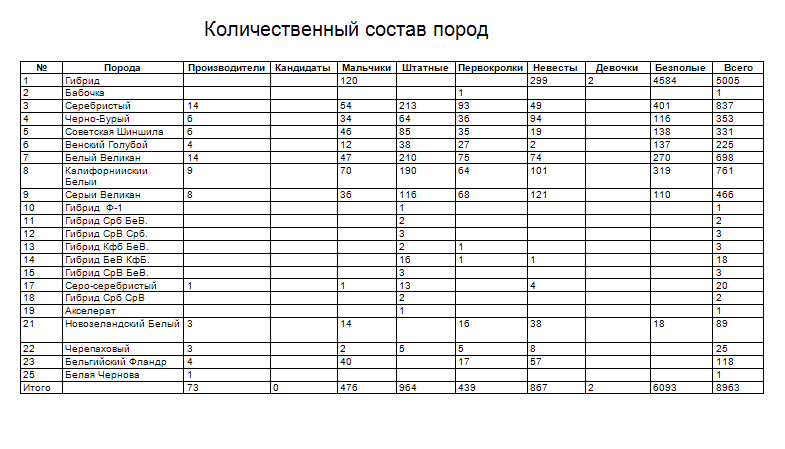 Количественный состав пород
№ Порода Производители Кандидаты Мальчики Штатные Первокролки Невесты Девочки Безполые Всего
1 Гибрид 120 299 2 4584 5005
2 Бабочка 1 1
3 Серебристый 14 54 213 93 49 401 837
4 Черно-Бурый 6 34 64 36 94 116 353
5 Советская Шиншила 6 46 85 35 19 138 331
6 Венский Голубой 4 12 38 27 2 137 225
7 Белый Великан 14 47 210 75 74 270 698
8 Калифорнииский 9 70 190 64 101 319 761
Белыи
9 Серыи Великан 8 36 116 68 121 110 466
10 Гибрид Ф-1 1 1
11 Гибрид Срб БеВ. 2 2
12 Гибрид СрВ Срб. 3 3
13 Гибрид Кфб БеВ. 2 1 3
14 Гибрид БеВ КфБ. 16 1 1 18
15 Гибрид СрВ БеВ. 3 3
17 Серо-серебристый 1 1 13 4 20
18 Гибрид Срб СрВ 2 2
19 Акселерат 1 1
21 Новозеландский Белый 3 14 16 38 18 89
22 Черепаховый 3 2 5 5 8 25
23 Бельгийский Фландр 4 40 17 57 118
25 Белая Чернова 1 1
Итого 73 0 476 964 439 867 2 6093 8963